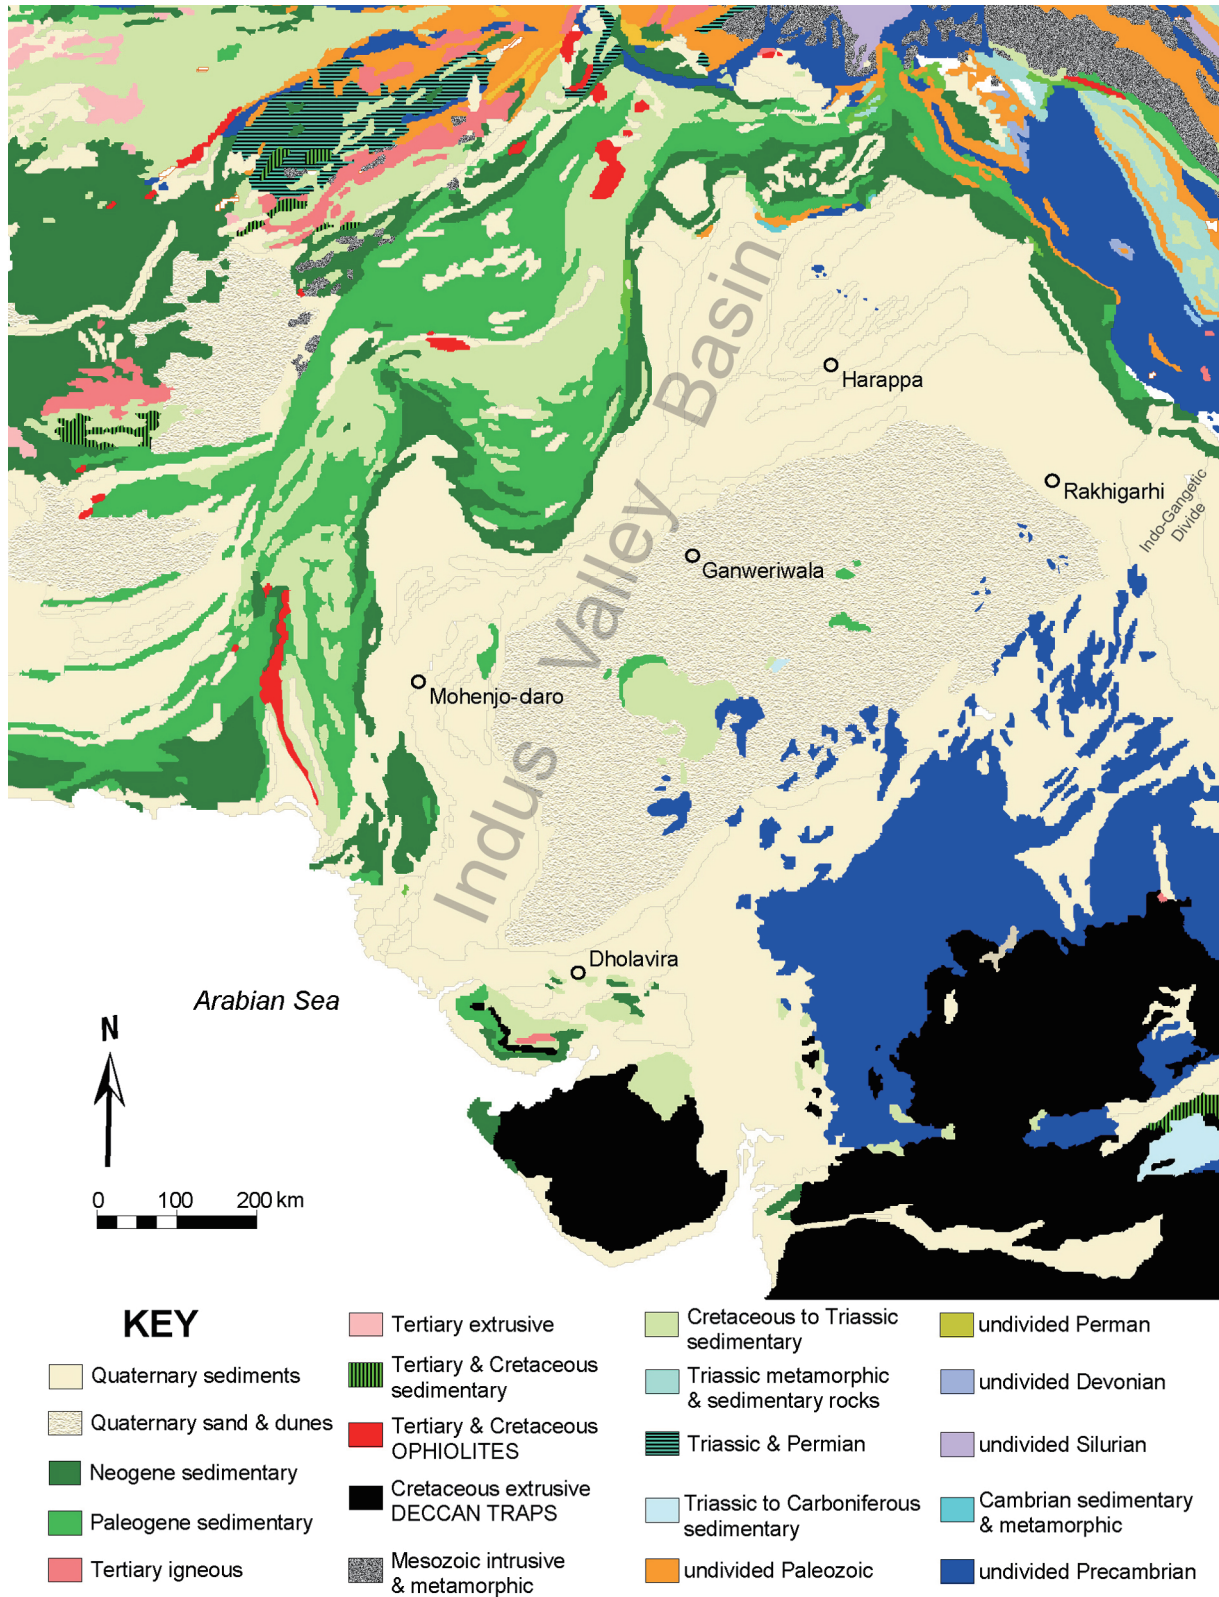 Indus Valley Basin
Harappa
Rakhigarhi
Indo-Gangetic
Divide
Ganweriwala
Mohenjo-daro
Dholavira
Arabian Sea
N
0 100 200 km
KEY
Quaternary sediments
Quaternary sand & dunes
Neogene sedimentary
Paleogene sedimentary
Tertiary igneous
Tertiary extrusive
Tertiary & Cretaceous
sedimentary
Tertiary & Cretaceous
OPHIOLITES
Cretaceous extrusive
DECCAN TRAPS
Mesozoic intrusive
& metamorphic
Cretaceous to Triassic
sedimentary
Triassic metamorphic
& sedimentary rocks
Triassic & Permian
Triassic to Carboniferous
sedimentary
undivided Paleozoic
undivided Perman
undivided Devonian
undivided Silurian
Cambrian sedimentary
& metamorphic
undivided Precambrian